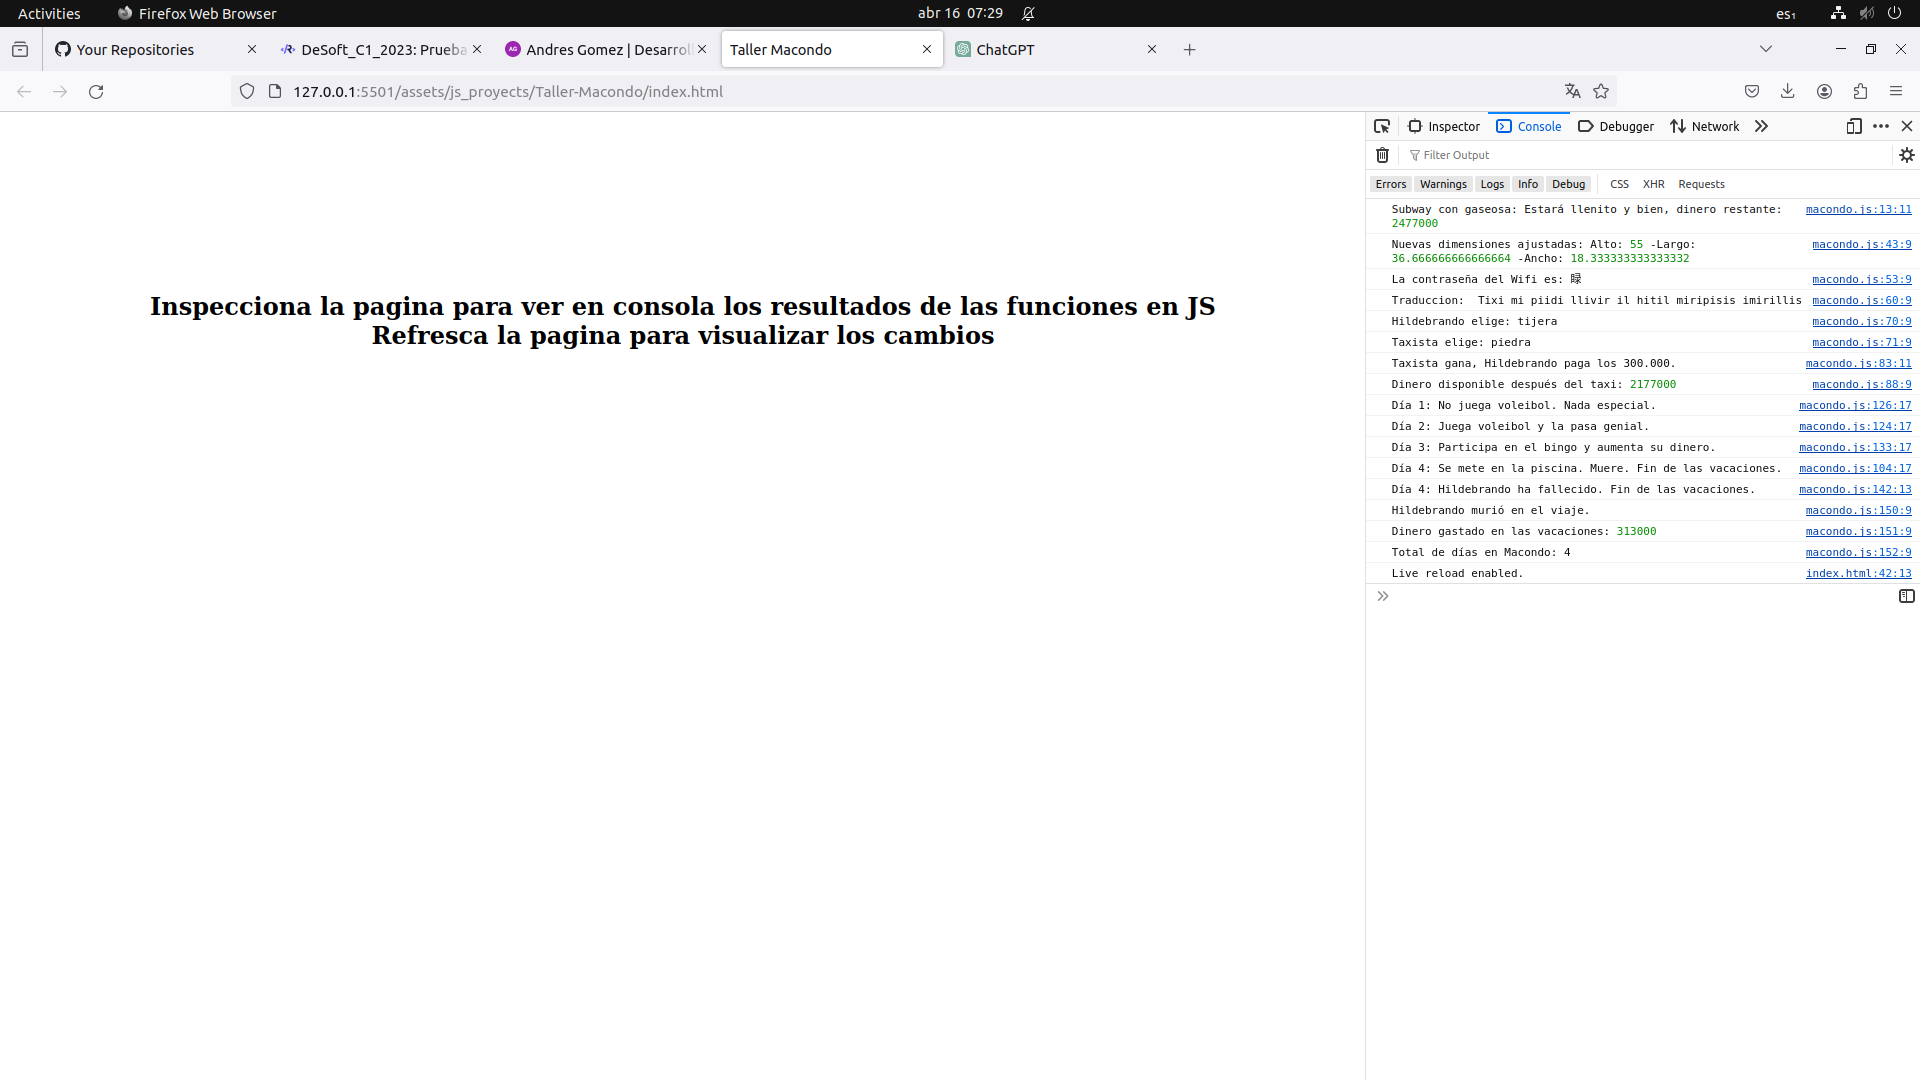 Activities
Firefox Web Browser
abr 16 07:29
es₁
Your Repositories
DeSoft_C1_2023: Prueba
AG
Andres Gomez | Desarrol
Taller Macondo
ChatGPT
127.0.0.1:5501/assets/js_proyects/Taller-Macondo/index.html
Inspector
Console
Debugger
Network
Filter Output
Errors
Warnings
Logs
Info
Debug
CSS
XHR
Requests
Inspecciona la pagina para ver en consola los resultados de las funciones en JS
Refresca la pagina para visualizar los cambios
Subway con gaseosa: Estará llenito y bien, dinero restante: macondo.js:13:11
2477000
Nuevas dimensiones ajustadas: Alto: 55 -Largo: macondo.js:43:9
36.666666666666664 -Ancho: 18.333333333333332
La contraseña del Wifi es: macondo.js:53:9
Traduccion: Tixi mi piidi llivir il hitil miripisis imirillis macondo.js:60:9
Hildebrando elige: tijera macondo.js:70:9
Taxista elige: piedra macondo.js:71:9
Taxista gana, Hildebrando paga los 300.000. macondo.js:83:11
Dinero disponible después del taxi: 2177000 macondo.js:88:9
Día 1: No juega voleibol. Nada especial. macondo.js:126:17
Día 2: Juega voleibol y la pasa genial. macondo.js:124:17
Día 3: Participa en el bingo y aumenta su dinero. macondo.js:133:17
Día 4: Se mete en la piscina. Muere. Fin de las vacaciones. macondo.js:104:17
Día 4: Hildebrando ha fallecido. Fin de las vacaciones. macondo.js:142:13
Hildebrando murió en el viaje. macondo.js:150:9
Dinero gastado en las vacaciones: 313000 macondo.js:151:9
Total de días en Macondo: 4 macondo.js:152:9
Live reload enabled. index.html:42:13